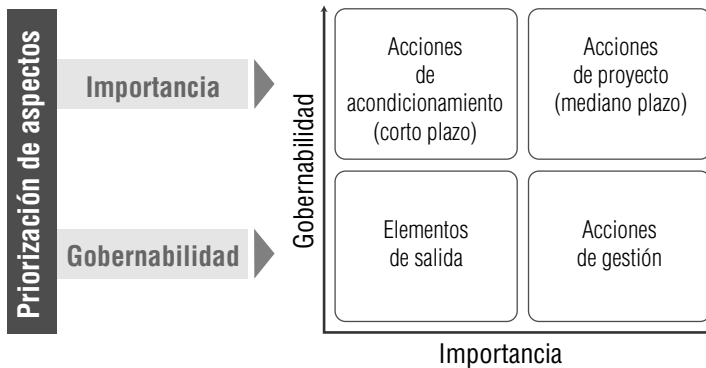 Priorización de aspectos
Importancia
Gobernabilidad
Gobernabilidad
Acciones
de
acondicionamiento
(corto plazo)
Acciones
de proyecto
(mediano plazo)
Elementos
de salida
Acciones
de gestión
Importancia